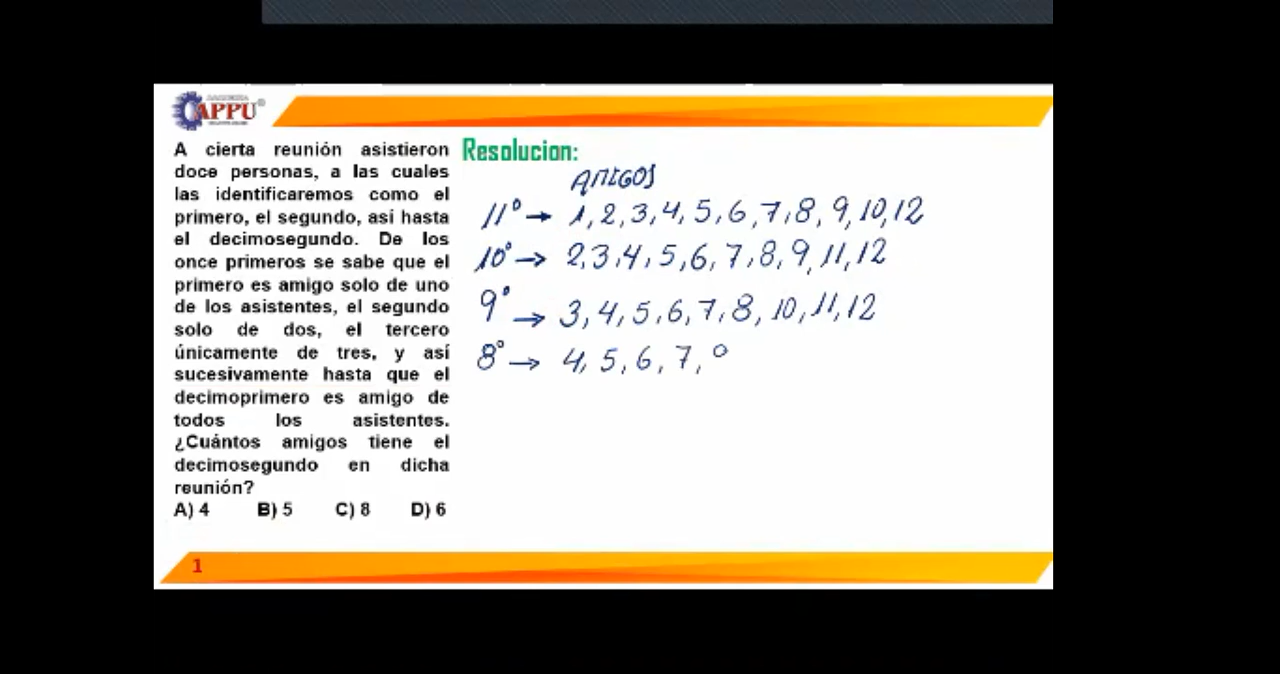 APPU
A cierta reunión asistieron
doce personas, a las cuales
las identificaremos como el
primero, el segundo, asi hasta
el decimosegundo. De los
once primeros se sabe que el
primero es amigo solo de uno
de los asistentes, el segundo
solo de dos, el tercero
únicamente de tres, y así
sucesivamente hasta que el
decimoprimero es amigo de
todos los asistentes.
¿Cuántos amigos tiene el
decimosegundo en dicha
reunión?
A) 4 B) 5 C) 8 D) 6
Resolucion:
AMIGOS
11° → 1, 2, 3, 4, 5, 6, 7, 8, 9, 10, 12
10° → 2, 3, 4, 5, 6, 7, 8, 9, 11, 12
9° → 3, 4, 5, 6, 7, 8, 10, 11, 12
8° → 4, 5, 6, 7,
1